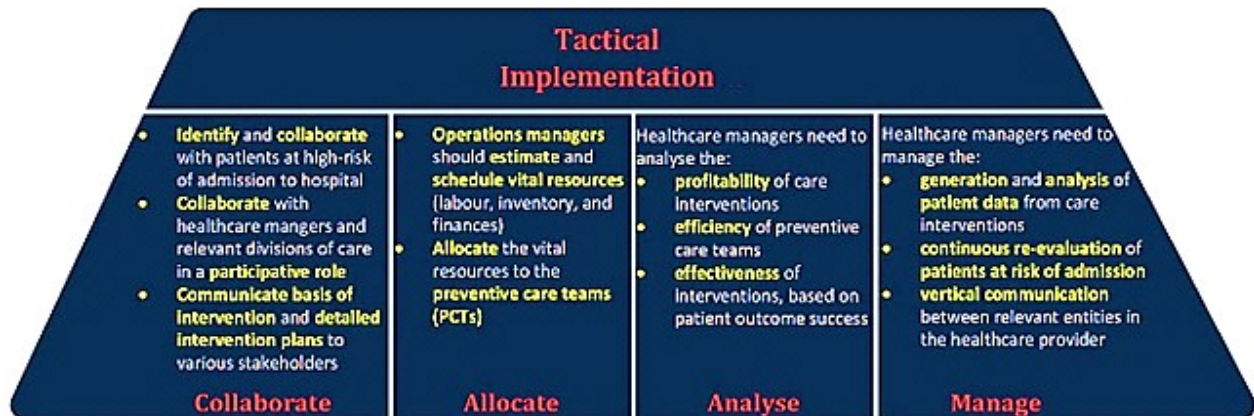 Tactical
Implementation
• Identify and collaborate
with patients at high-risk
of admission to hospital
• Collaborate with
healthcare mangers and
relevant divisions of care
in a participative role
• Communicate basis of
intervention and detailed
intervention plans to
various stakeholders
Collaborate
• Operations managers
should estimate and
schedule vital resources
(labour, inventory, and
finances)
• Allocate the vital
resources to the
preventive care teams
(PCTs)
Allocate
Healthcare managers need to
analyse the:
• profitability of care
interventions
• efficiency of preventive
care teams
• effectiveness of
interventions, based on
patient outcome success
Analyse
Healthcare managers need to
manage the:
• generation and analysis of
patient data from care
interventions
• continuous re-evaluation of
patients at risk of admission
• vertical communication
between relevant entities in
the healthcare provider
Manage